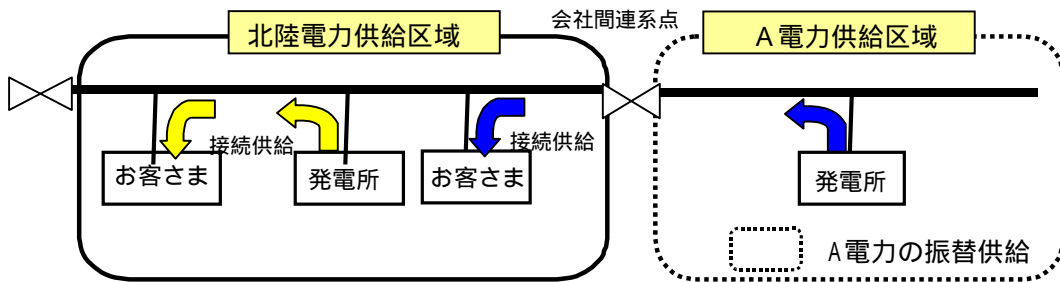 会社間連系点
北陸電力供給区域
A電力供給区域
接続供給
接続供給
お客さま
発電所
お客さま
発電所
A電力の振替供給